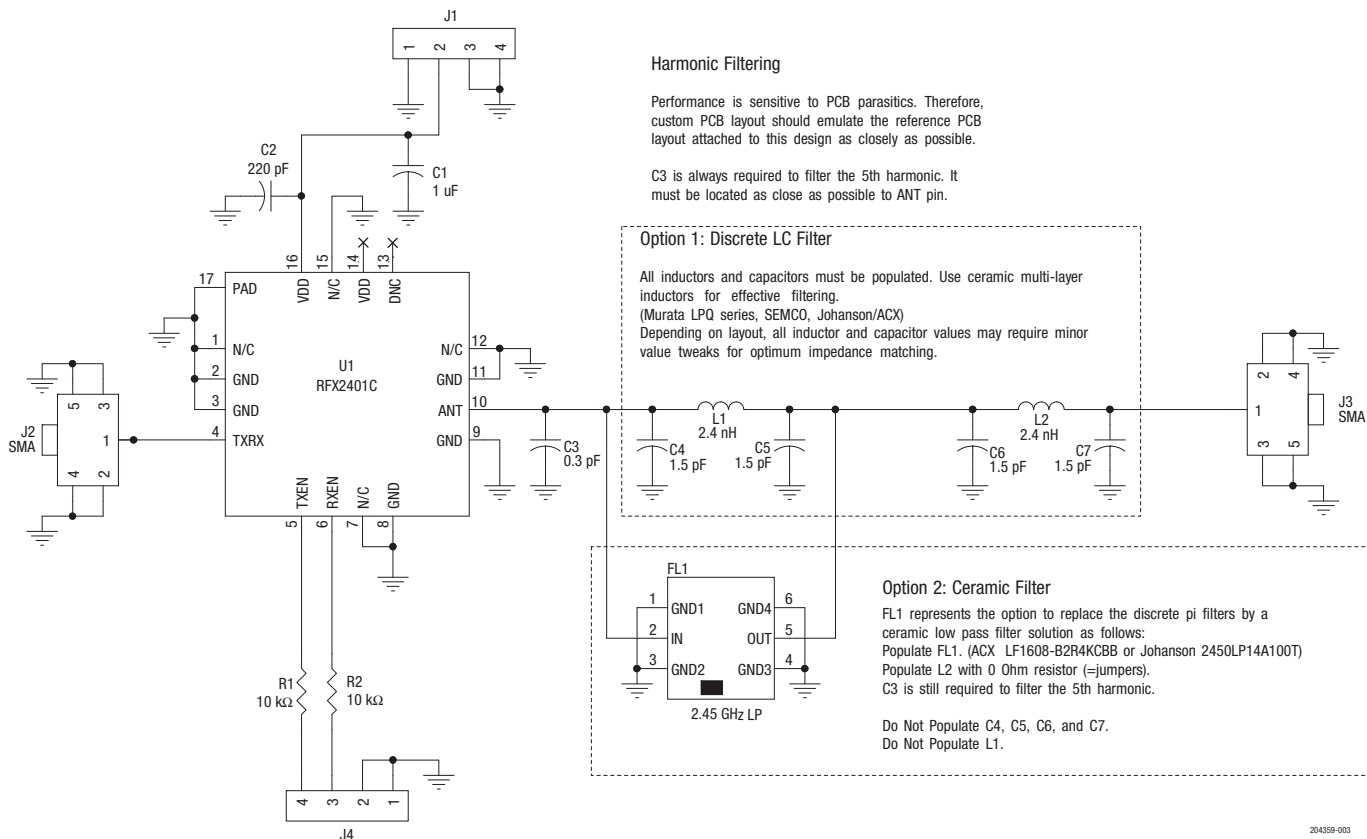 J1
1 2 3 4
Harmonic Filtering
Performance is sensitive to PCB parasitics. Therefore,
custom PCB layout should emulate the reference PCB
layout attached to this design as closely as possible.
C3 is always required to filter the 5th harmonic. It
must be located as close as possible to ANT pin.
C2
220 pF
C1
1 uF
Option 1: Discrete LC Filter
All inductors and capacitors must be populated. Use ceramic multi-layer
inductors for effective filtering.
(Murata LPQ series, SEMCO, Johanson/ACX)
Depending on layout, all inductor and capacitor values may require minor
value tweaks for optimum impedance matching.
16 15 14 13
VDD N/C VDD DNC
17 PAD
1 N/C
2 GND
3 GND
4 TXRX
U1
RFX2401C
N/C 12
GND 11
ANT 10
GND 9
TXEN RXEN N/C GND
5 6 7 8
J2
SMA
5 3
1
4 2
C3
0.3 pF
C4
1.5 pF
L1
2.4 nH
C5
1.5 pF
C6
1.5 pF
L2
2.4 nH
C7
1.5 pF
2 4
1
3 5
J3
SMA
FL1
1 GND1 GND4 6
2 IN OUT 5
3 GND2 GND3 4
2.45 GHz LP
Option 2: Ceramic Filter
FL1 represents the option to replace the discrete pi filters by a
ceramic low pass filter solution as follows:
Populate FL1. (ACX LF1608-B2R4KCBB or Johanson 2450LP14A100T)
Populate L2 with 0 Ohm resistor (=jumpers).
C3 is still required to filter the 5th harmonic.
Do Not Populate C4, C5, C6, and C7.
Do Not Populate L1.
R1
10 kΩ
R2
10 kΩ
4 3 2 1
J4
204359-003